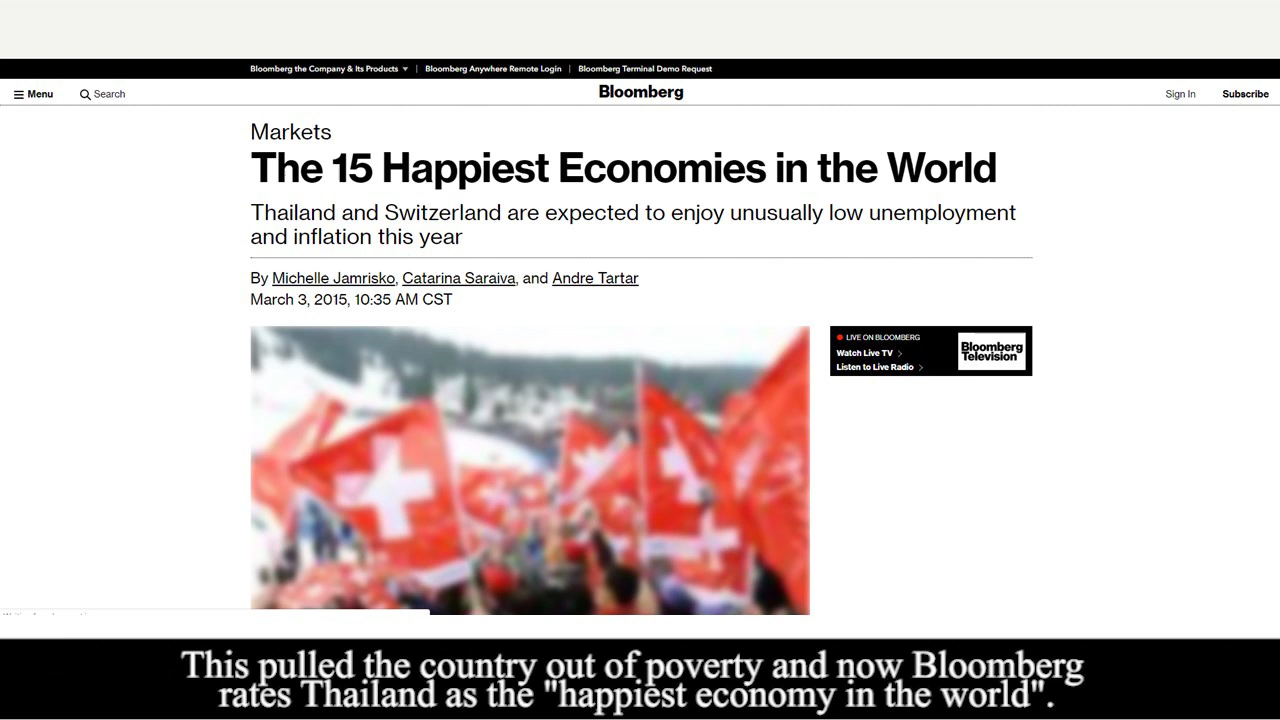 Bloomberg the Company & Its Products ▾ | Bloomberg Anywhere Remote Login | Bloomberg Terminal Demo Request
Menu Search Bloomberg Sign In Subscribe
Markets
The 15 Happiest Economies in the World
Thailand and Switzerland are expected to enjoy unusually low unemployment
and inflation this year
By Michelle Jamrisko, Catarina Saraiva, and Andre Tartar
March 3, 2015, 10:35 AM CST
LIVE ON BLOOMBERG
Watch Live TV >
Listen to Live Radio >
Bloomberg
Television
This pulled the country out of poverty and now Bloomberg
rates Thailand as the "happiest economy in the world".